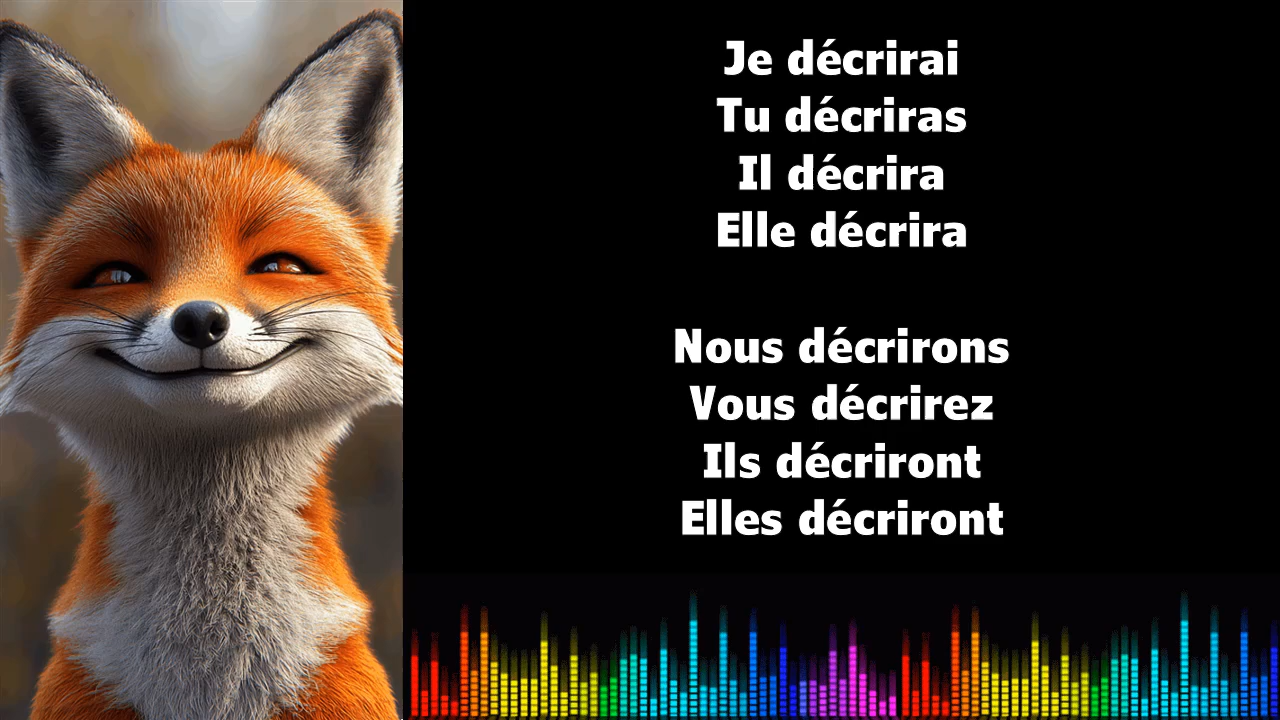 Je décrirai
Tu décriras
Il décrira
Elle décrira
Nous décrirons
Vous décrirez
Ils décriront
Elles décriront